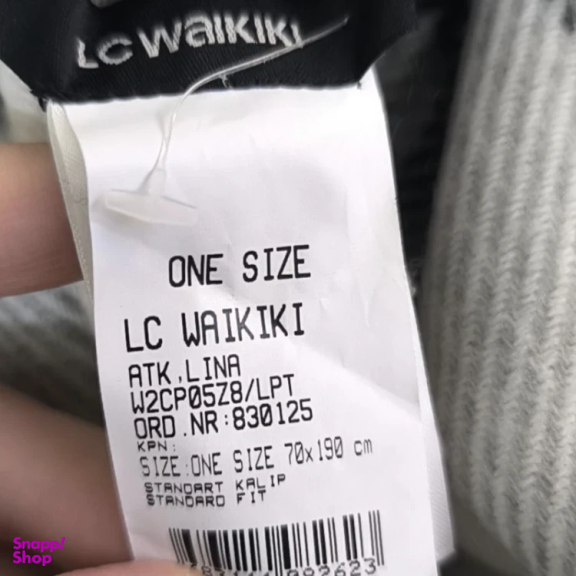 LC WAIKIKI
ONE SIZE
LC WAIKIKI
ATK.LINA
W2CP05Z8/LPT
ORD.NR:830125
KPN:
SIZE:ONE SIZE 70x190 cm
STANDART KALIP
STANDARD FIT
Snapp!
Shop